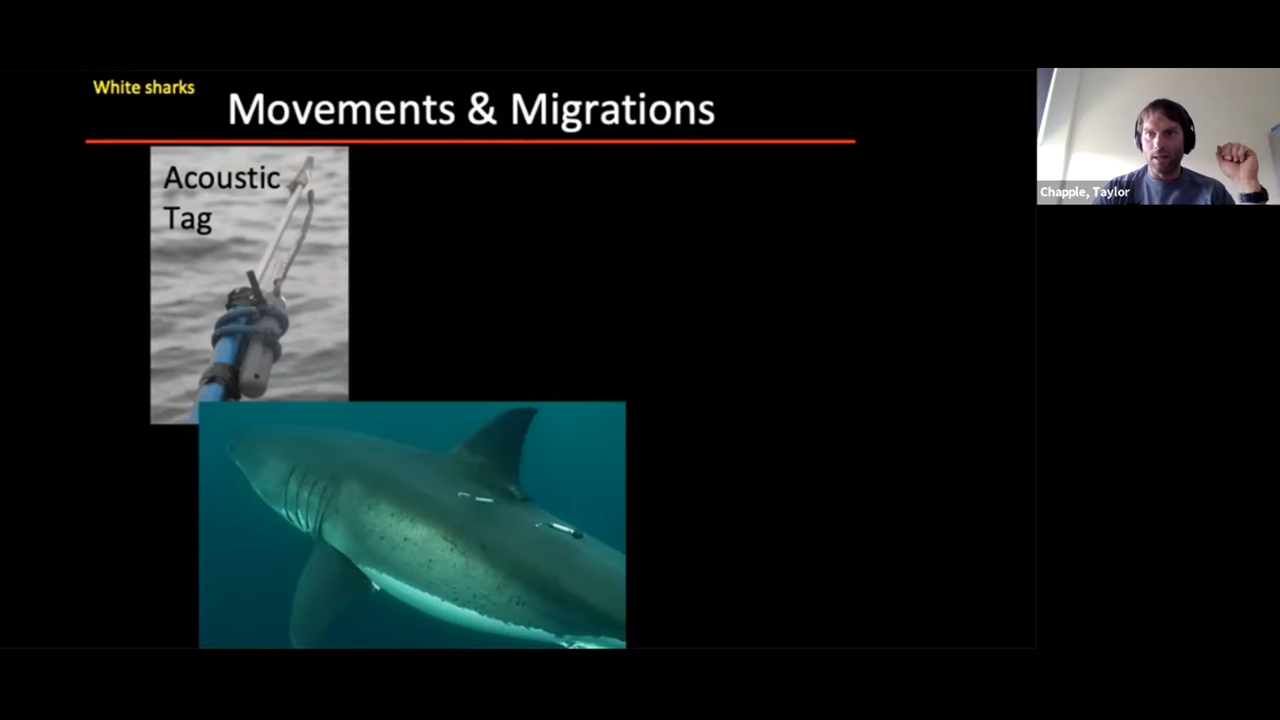 White sharks
Movements & Migrations
Acoustic
Tag
Chapple, Taylor